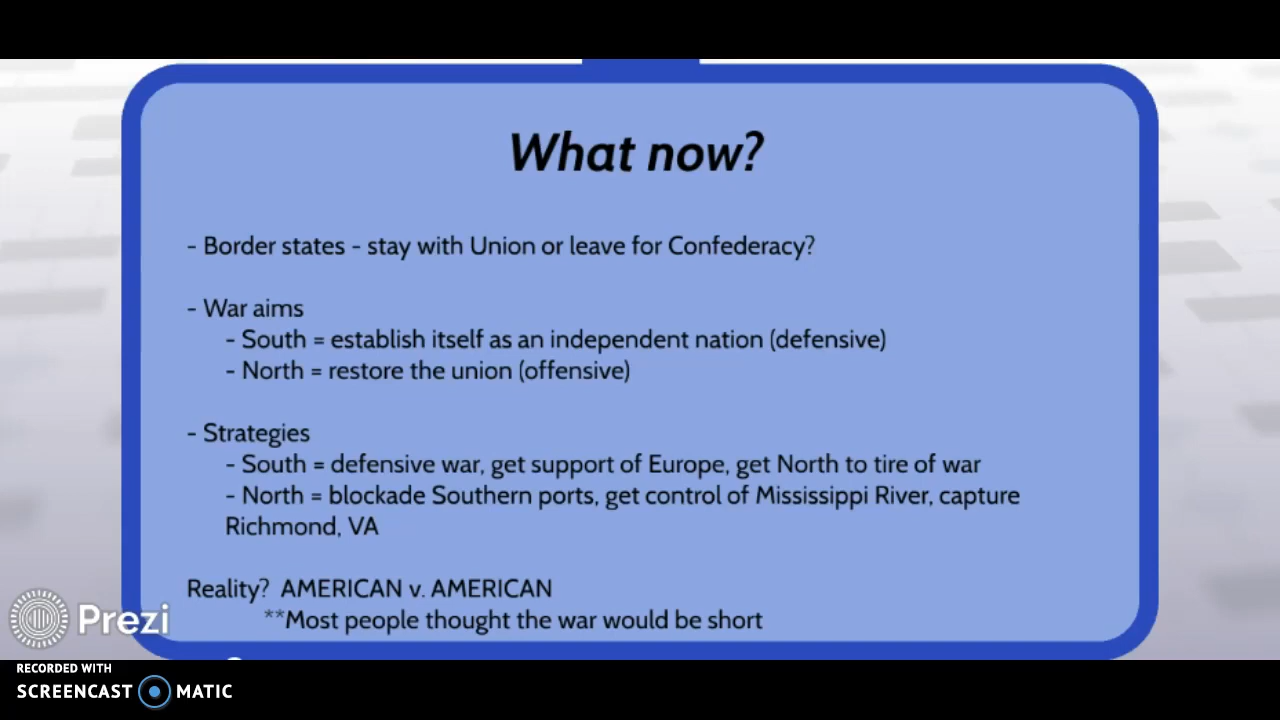 What now?
- Border states - stay with Union or leave for Confederacy?
- War aims
- South = establish itself as an independent nation (defensive)
- North = restore the union (offensive)
- Strategies
- South = defensive war, get support of Europe, get North to tire of war
- North = blockade Southern ports, get control of Mississippi River, capture
Richmond, VA
Reality? AMERICAN v. AMERICAN
**Most people thought the war would be short
Prezi
RECORDED WITH
SCREENCAST MATIC